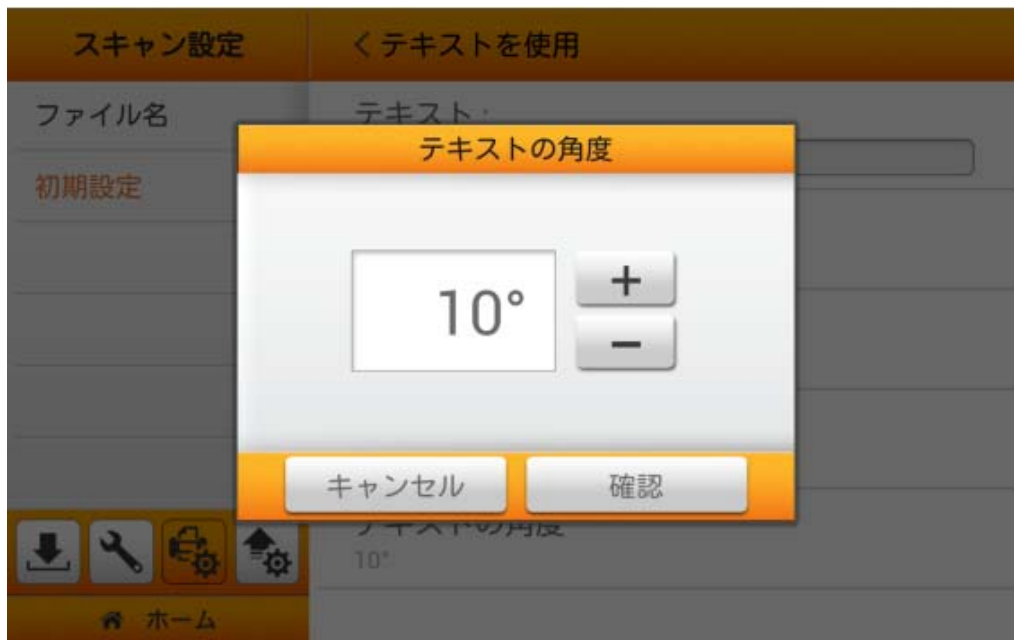 スキャン設定
< テキストを使用
ファイル名
テキスト:
初期設定
テキストの角度
10°
+
−
キャンセル
確認
テキストの角度
10°
ホーム